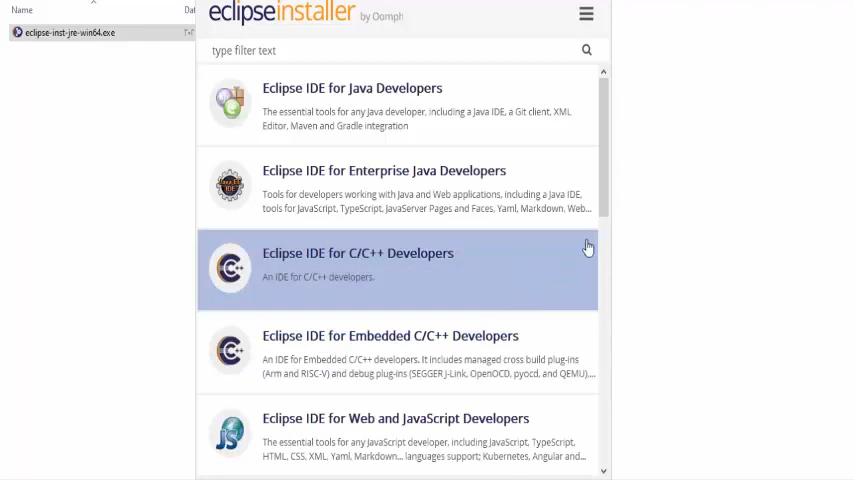 Name
Da
eclipse-inst-jre-win64.exe
eclipseinstaller by Oomph
type filter text
Eclipse IDE for Java Developers
The essential tools for any Java developer, including a Java IDE, a Git client, XML
Editor, Maven and Gradle integration
Eclipse IDE for Enterprise Java Developers
Tools for developers working with Java and Web applications, including a Java IDE,
tools for JavaScript, TypeScript, JavaServer Pages and Faces, Yaml, Markdown, Web...
Eclipse IDE for C/C++ Developers
An IDE for C/C++ developers.
Eclipse IDE for Embedded C/C++ Developers
An IDE for Embedded C/C++ developers. It includes managed cross build plug-ins
(Arm and RISC-V) and debug plug-ins (SEGGER J-Link, OpenOCD, pyocd, and QEMU),...
Eclipse IDE for Web and JavaScript Developers
The essential tools for any JavaScript developer, including JavaScript, TypeScript,
HTML, CSS, XML, Yaml, Markdown... languages support; Kubernetes, Angular and...